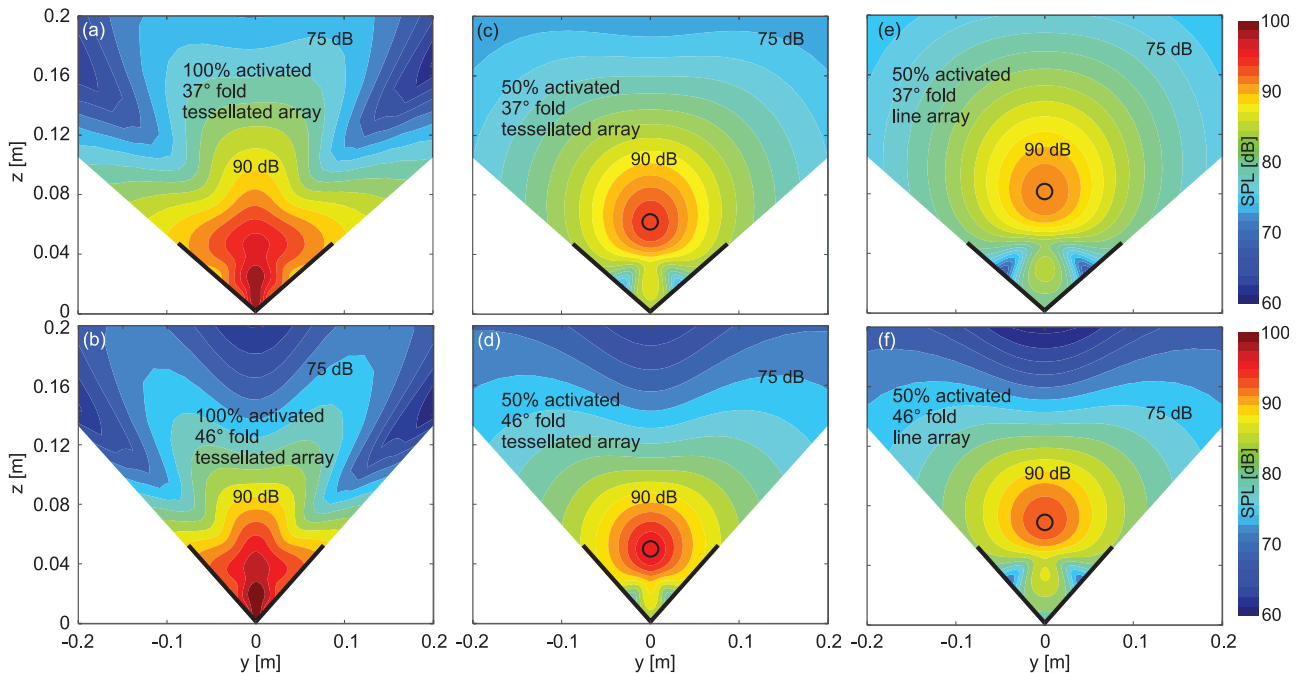 (a)
75 dB
100% activated
37° fold
tessellated array
90 dB
z [m]
0.2
0.16
0.12
0.08
0.04
0
(c)
75 dB
50% activated
37° fold
tessellated array
90 dB
(e)
75 dB
50% activated
37° fold
line array
90 dB
100
90
80
70
60
SPL [dB]
(b)
75 dB
100% activated
46° fold
tessellated array
90 dB
z [m]
0.2
0.16
0.12
0.08
0.04
0
-0.2 -0.1 0 0.1 0.2
y [m]
(d)
75 dB
50% activated
46° fold
tessellated array
90 dB
-0.2 -0.1 0 0.1 0.2
y [m]
(f)
75 dB
50% activated
46° fold
line array
90 dB
-0.2 -0.1 0 0.1 0.2
y [m]
100
90
80
70
60
SPL [dB]